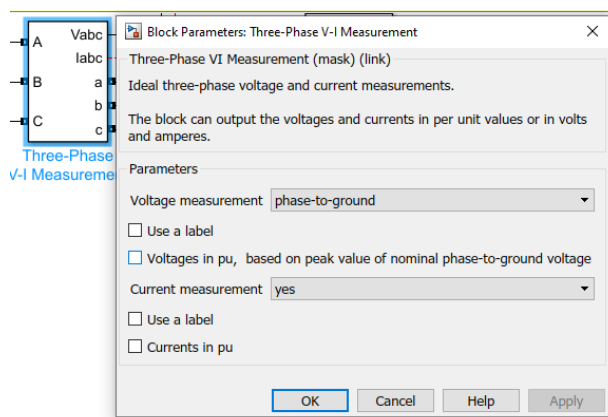 Vabc
A
Iabc
B
a
b
C
c
Three-Phase
V-I Measureme
Block Parameters: Three-Phase V-I Measurement
Three-Phase VI Measurement (mask) (link)
Ideal three-phase voltage and current measurements.
The block can output the voltages and currents in per unit values or in volts
and amperes.
Parameters
Voltage measurement phase-to-ground
Use a label
Voltages in pu, based on peak value of nominal phase-to-ground voltage
Current measurement yes
Use a label
Currents in pu
OK Cancel Help Apply